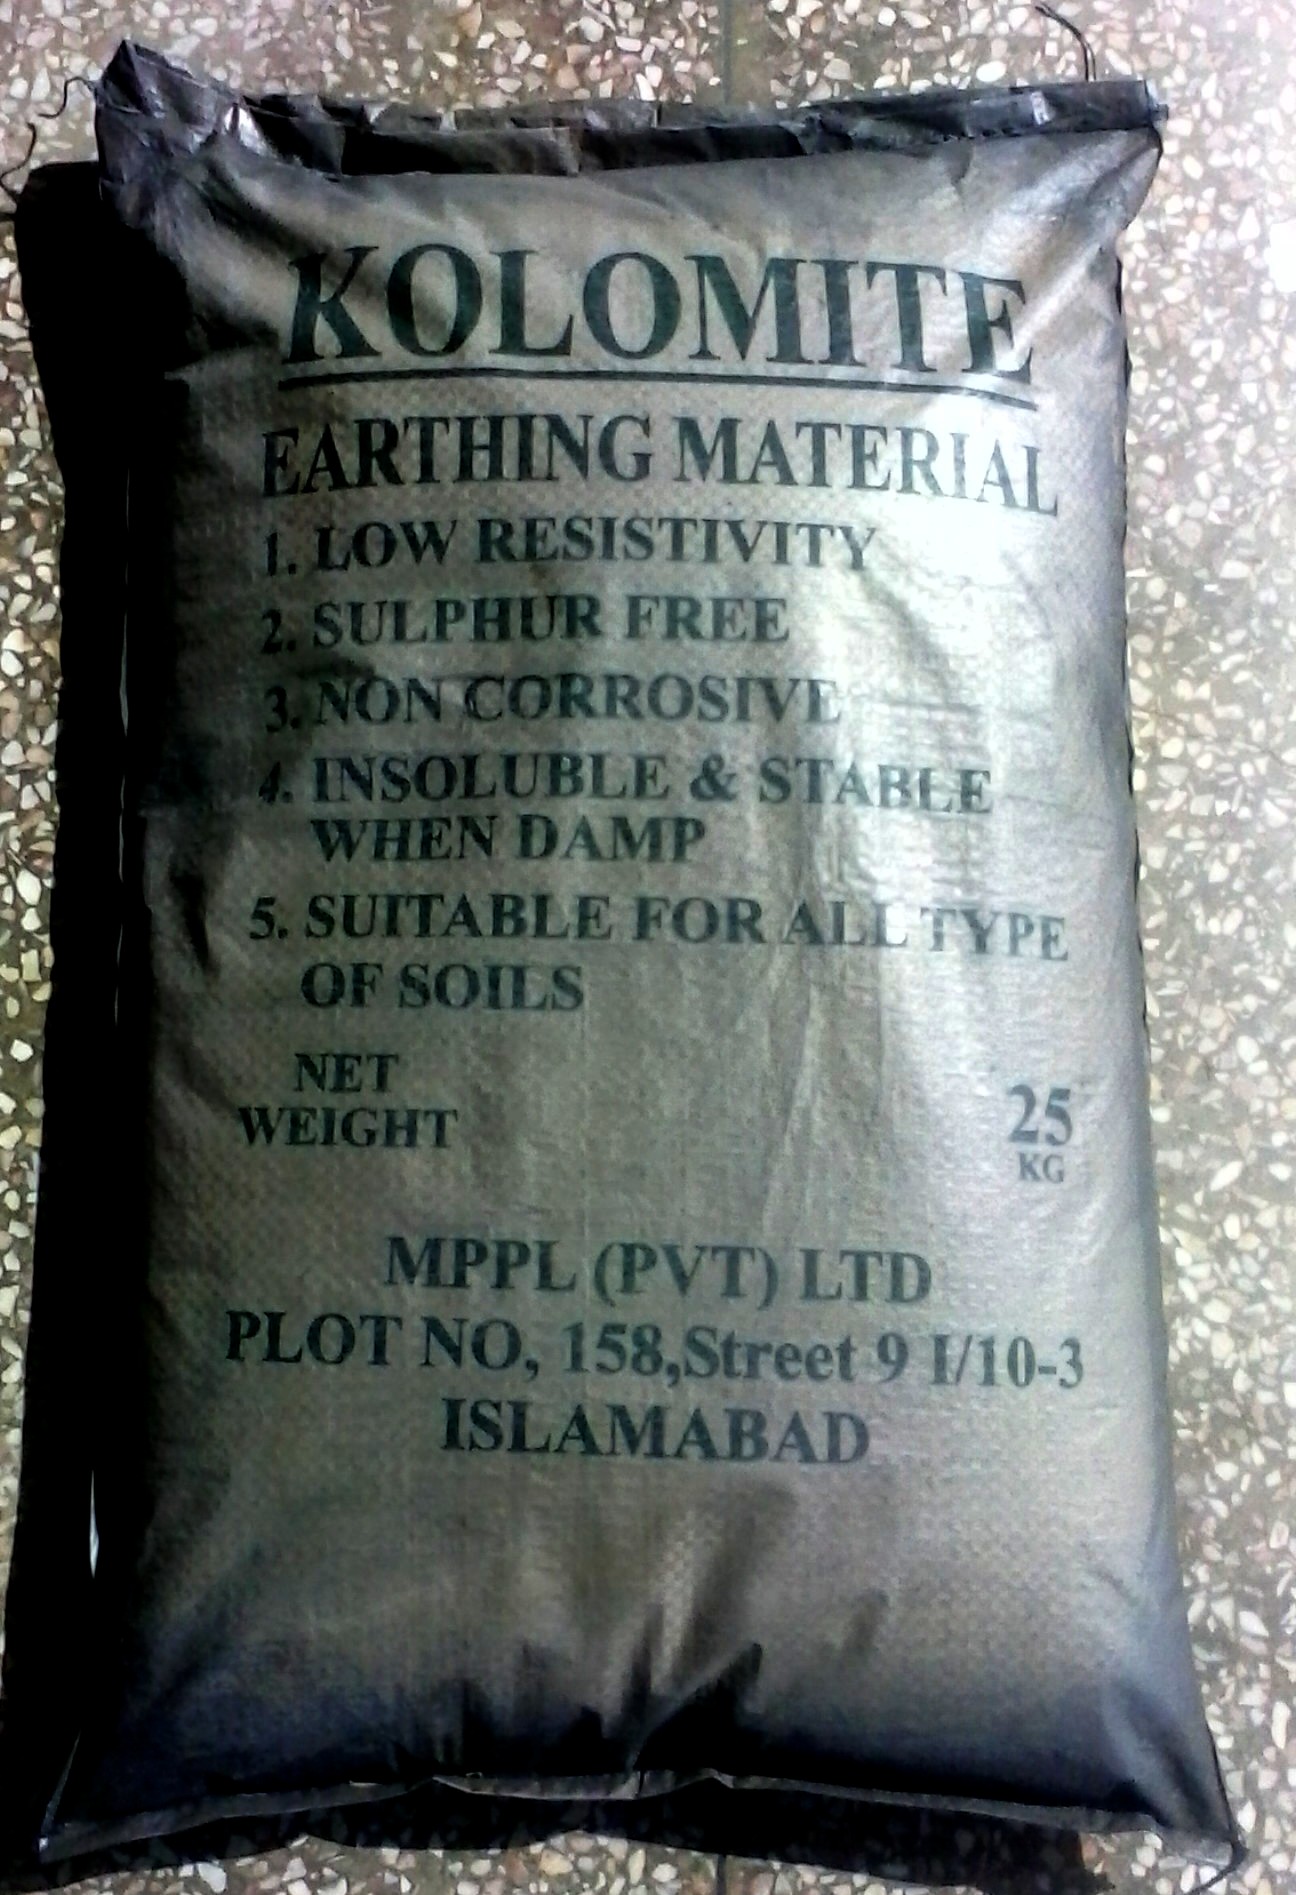 KOLOMITE
EARTHING MATERIAL
1. LOW RESISTIVITY
2. SULPHUR FREE
3. NON CORROSIVE
4. INSOLUBLE & STABLE
WHEN DAMP
5. SUITABLE FOR ALL TYPE
OF SOILS
NET
WEIGHT
25
KG
MPPL (PVT) LTD
PLOT NO, 158,Street 9 I/10-3
ISLAMABAD